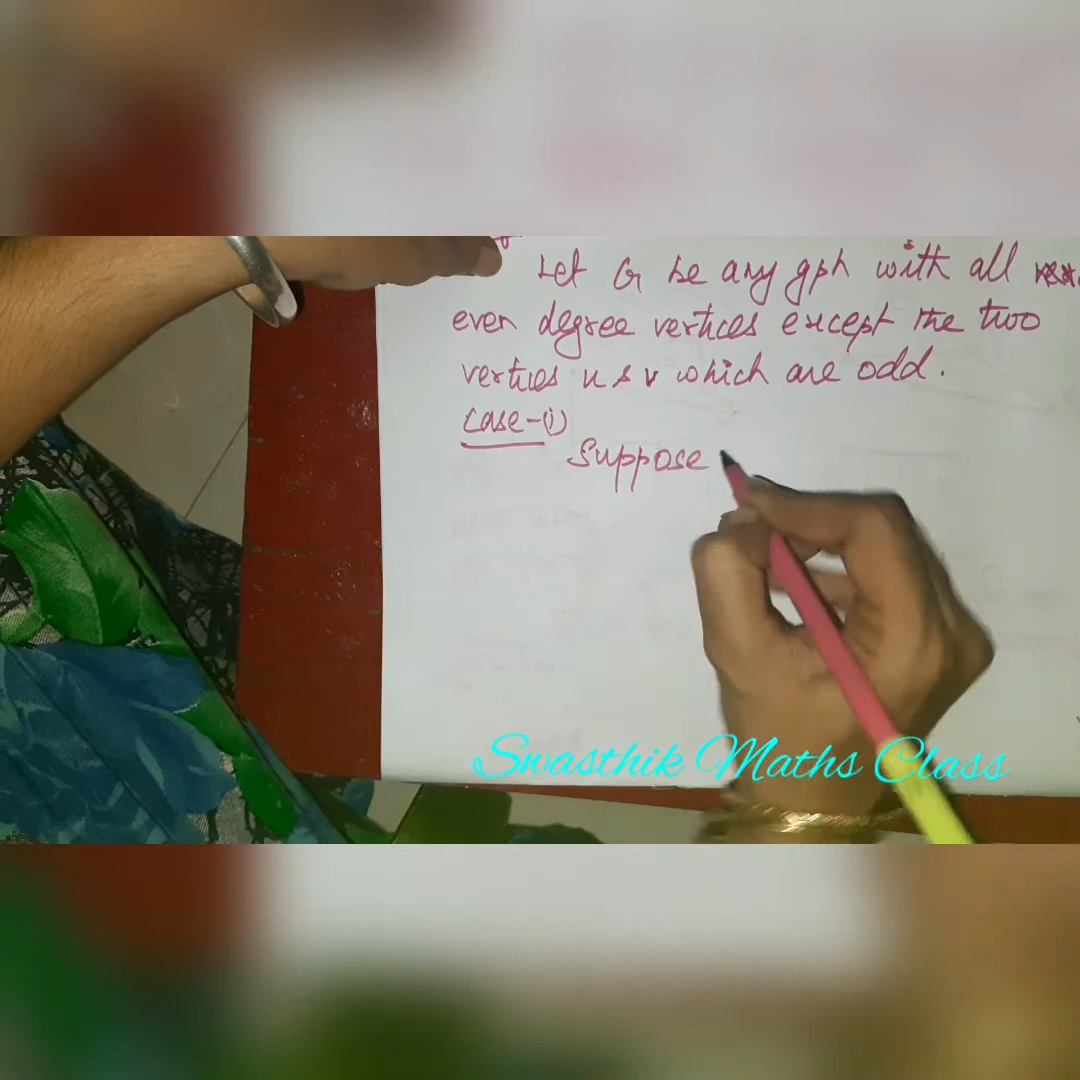 Let G be any gph with all
even degree vertices except the two
verties u & v which are odd.
Case-(i)
Suppose
Swasthik Maths Class